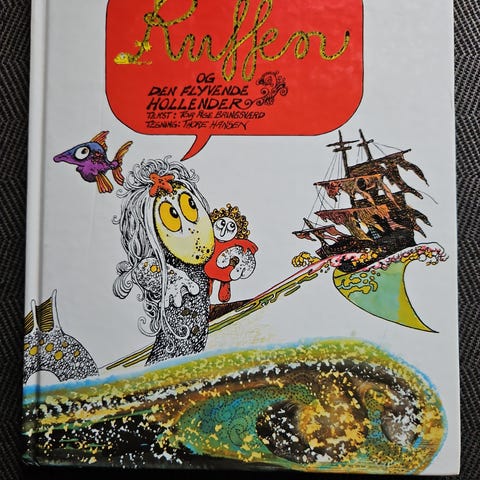 Ruffen
OG
DEN FLYVENDE
HOLLENDER
TEKST: TOR ÅGE BRINGSVÆRD
TEGNING: THORE HANSEN